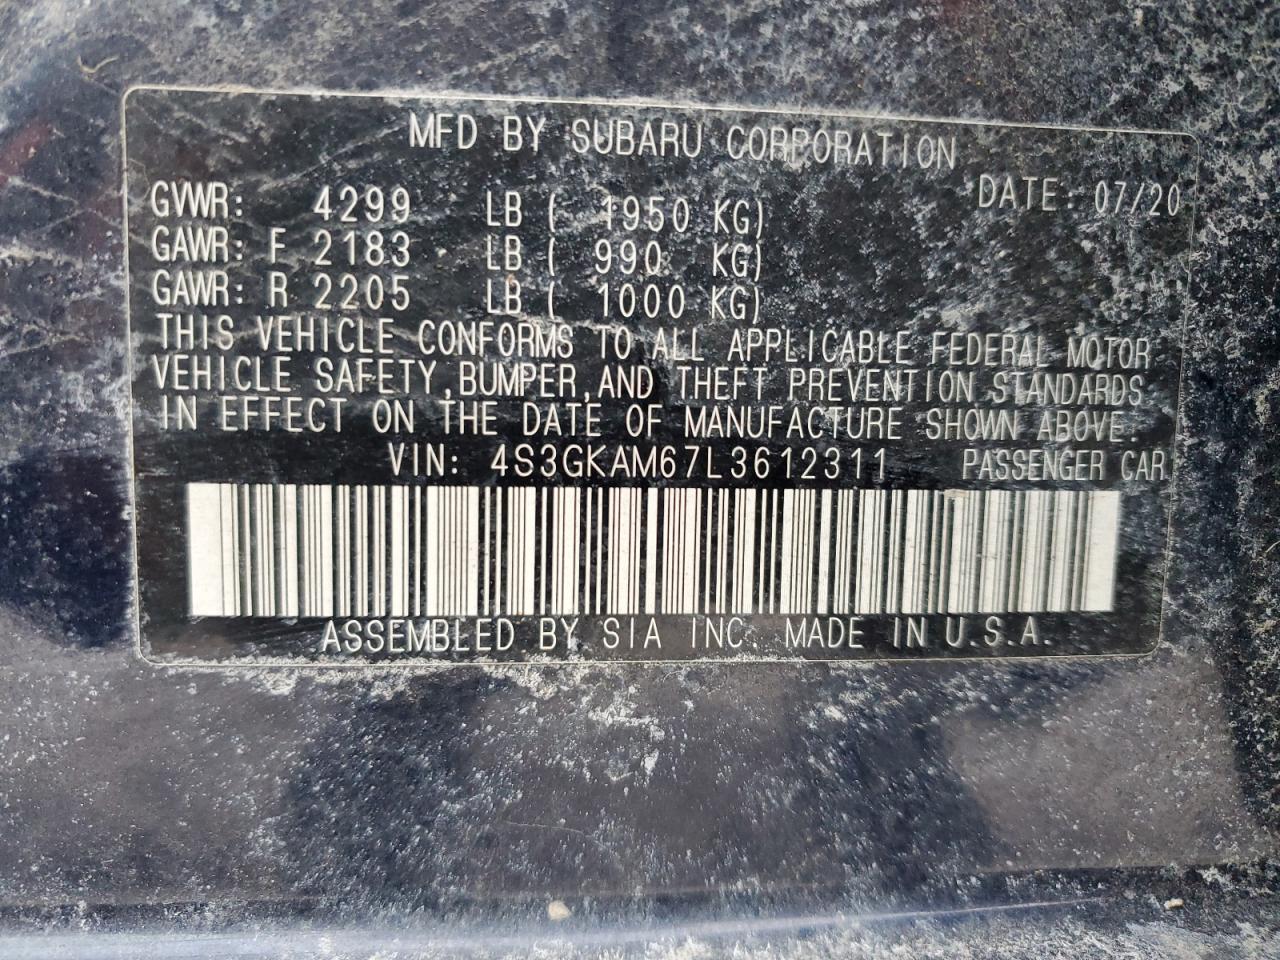 MFD BY SUBARU CORPORATION
GVWR: 4299 LB ( 1950 KG) DATE: 07/20
GAWR: F 2183 LB ( 990 KG)
GAWR: R 2205 LB ( 1000 KG)
THIS VEHICLE CONFORMS TO ALL APPLICABLE FEDERAL MOTOR
VEHICLE SAFETY,BUMPER,AND THEFT PREVENTION STANDARDS
IN EFFECT ON THE DATE OF MANUFACTURE SHOWN ABOVE.
VIN: 4S3GKAM67L3612311 PASSENGER CAR
ASSEMBLED BY SIA INC. MADE IN U.S.A.